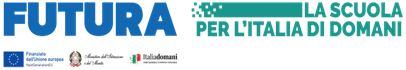 FUTURA
LA SCUOLA
PER L'ITALIA DI DOMANI
Finanziato
dall'Unione europea
NextGenerationEU
Ministero dell'Istruzione
e del Merito
Italiadomani